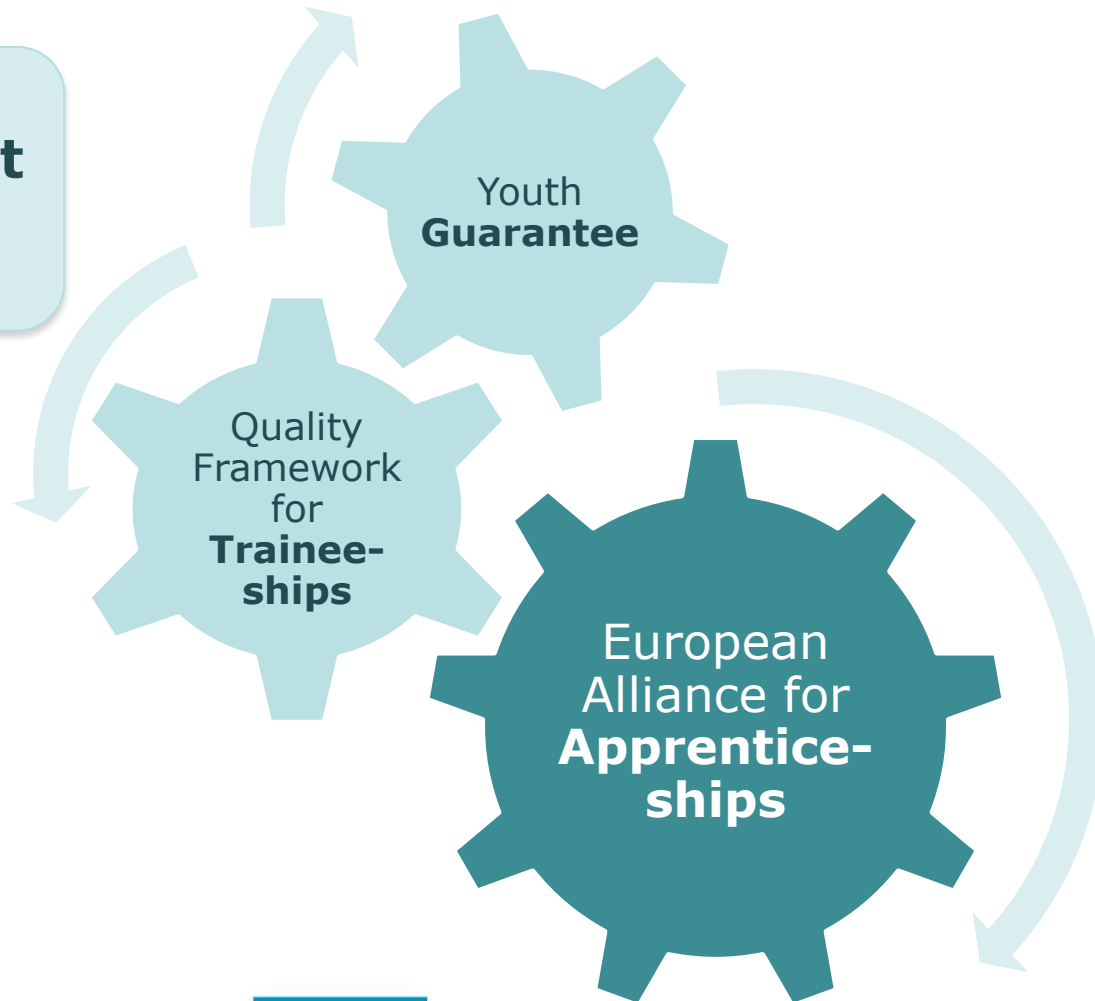 t
Youth
Guarantee
Quality
Framework
for
Trainee-
ships
European
Alliance for
Apprentice-
ships